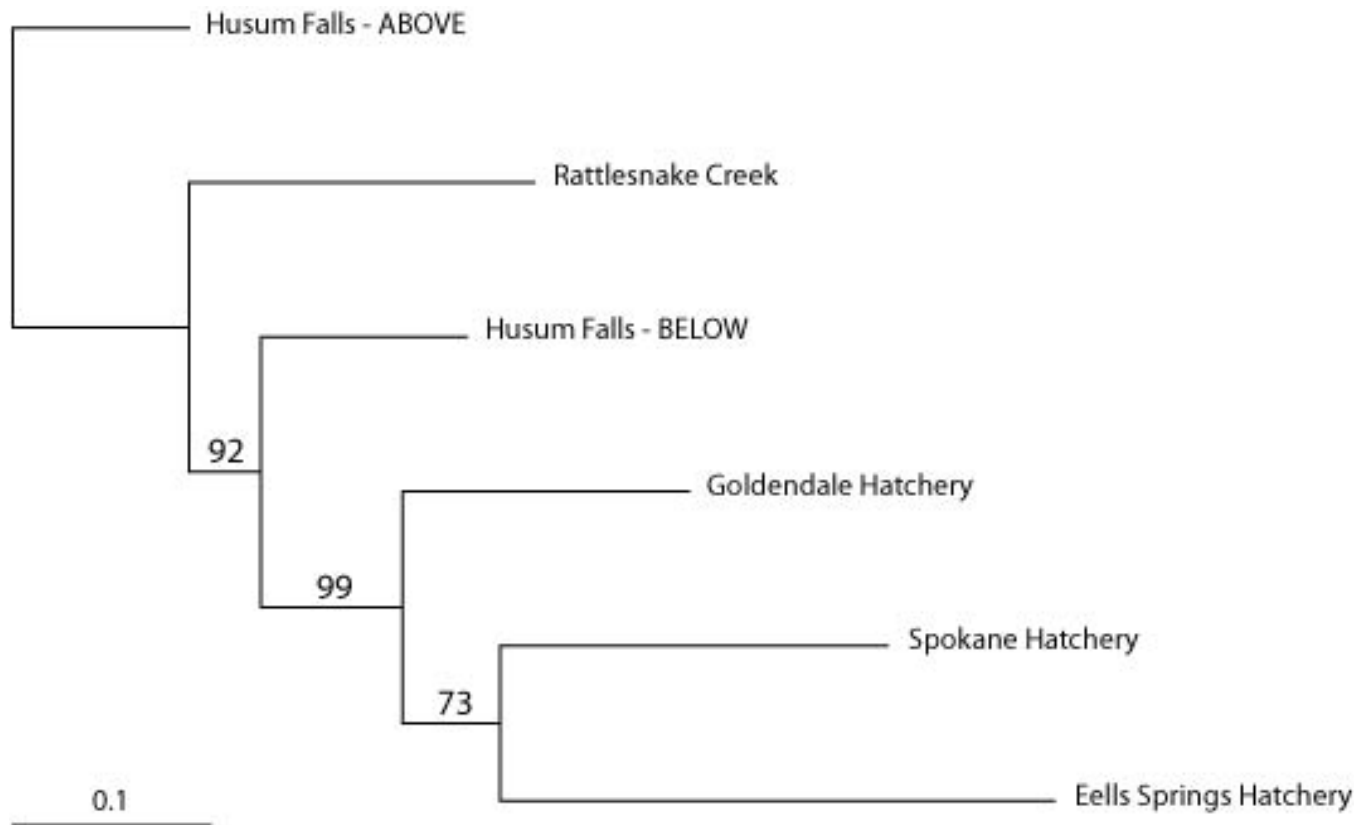 Husum Falls - ABOVE
Rattlesnake Creek
Husum Falls - BELOW
92
Goldendale Hatchery
99
Spokane Hatchery
73
Eells Springs Hatchery
0.1